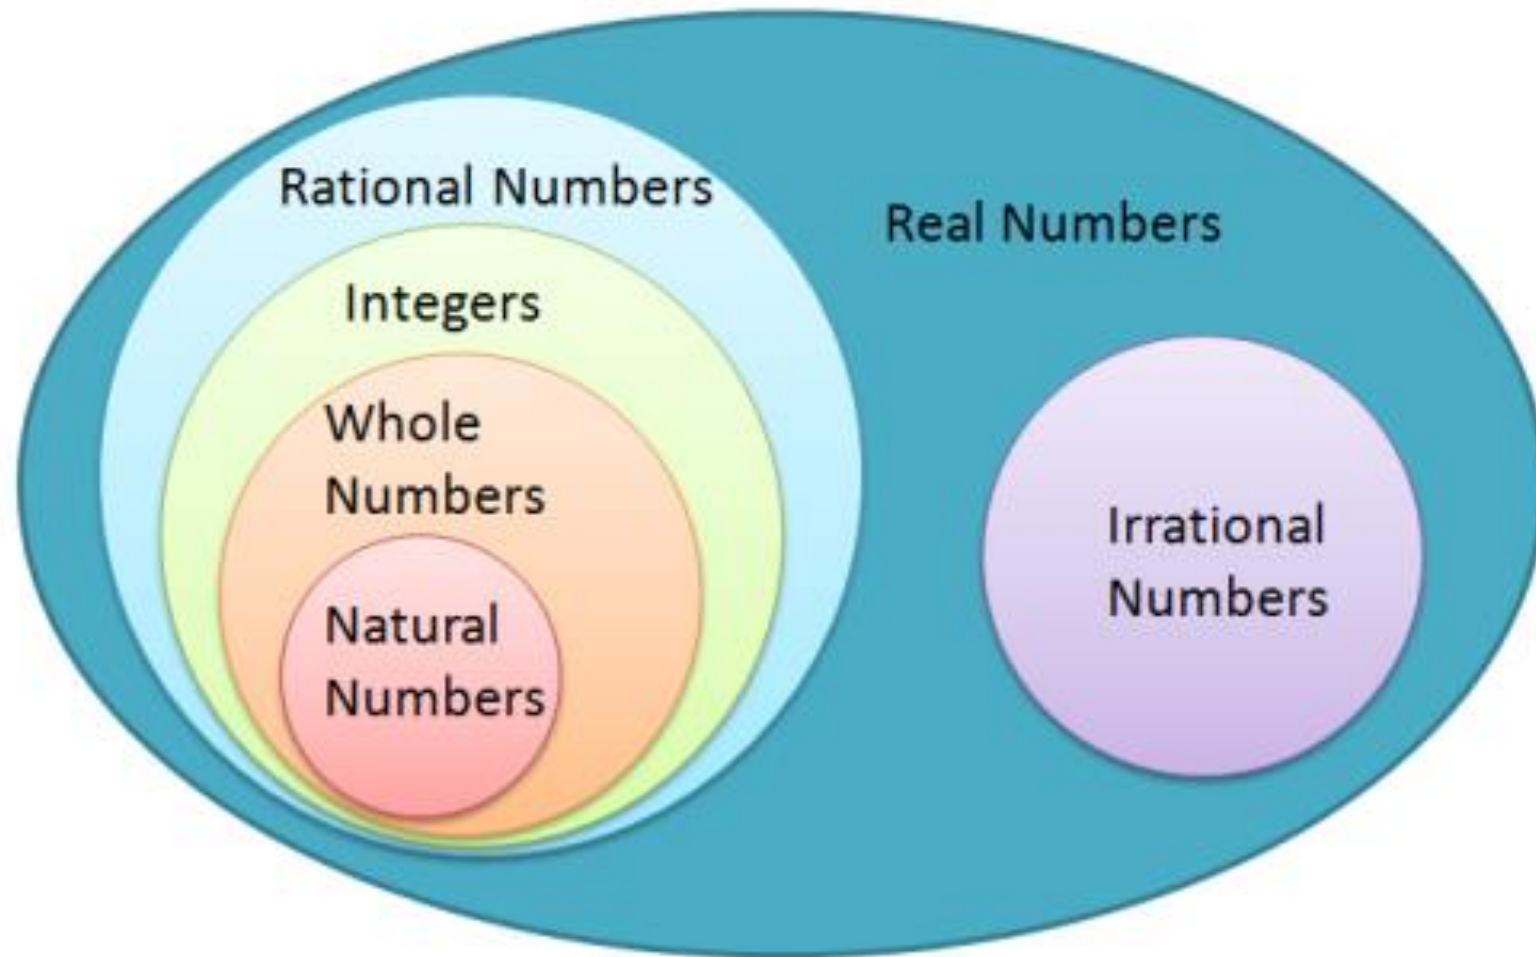 Rational Numbers
Real Numbers
Integers
Whole
Numbers
Irrational
Numbers
Natural
Numbers